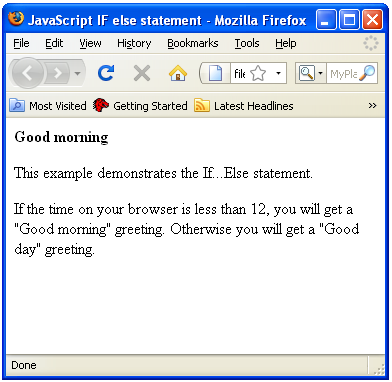 JavaScript IF else statement - Mozilla Firefox
File Edit View History Bookmarks Tools Help
file MyPla
Most Visited Getting Started Latest Headlines »
Good morning
This example demonstrates the If...Else statement.
If the time on your browser is less than 12, you will get a
"Good morning" greeting. Otherwise you will get a "Good
day" greeting.
Done